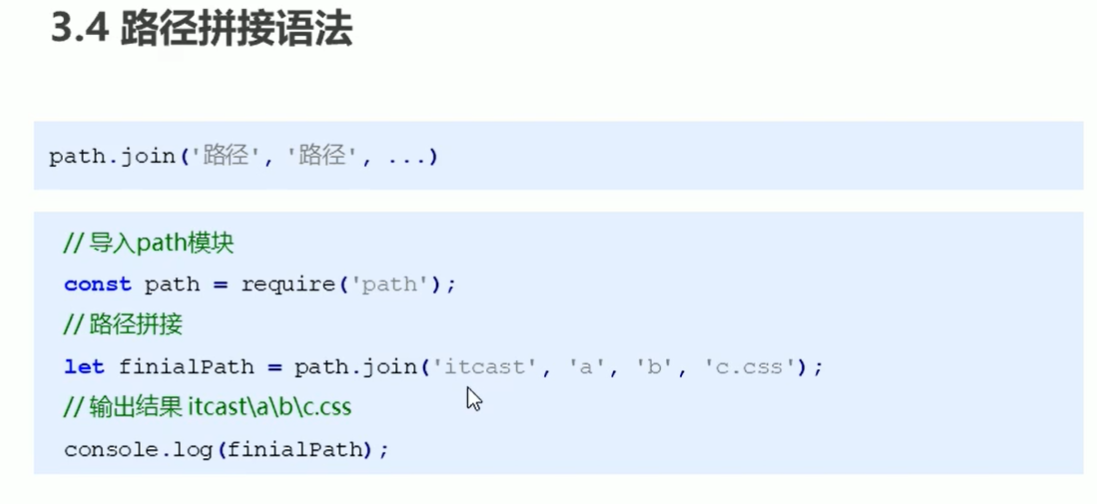 3.4 路径拼接语法
path.join('路径', '路径', ...)
// 导入path模块
const path = require('path');
// 路径拼接
let finialPath = path.join('itcast', 'a', 'b', 'c.css');
// 输出结果 itcast\a\b\c.css
console.log(finialPath);